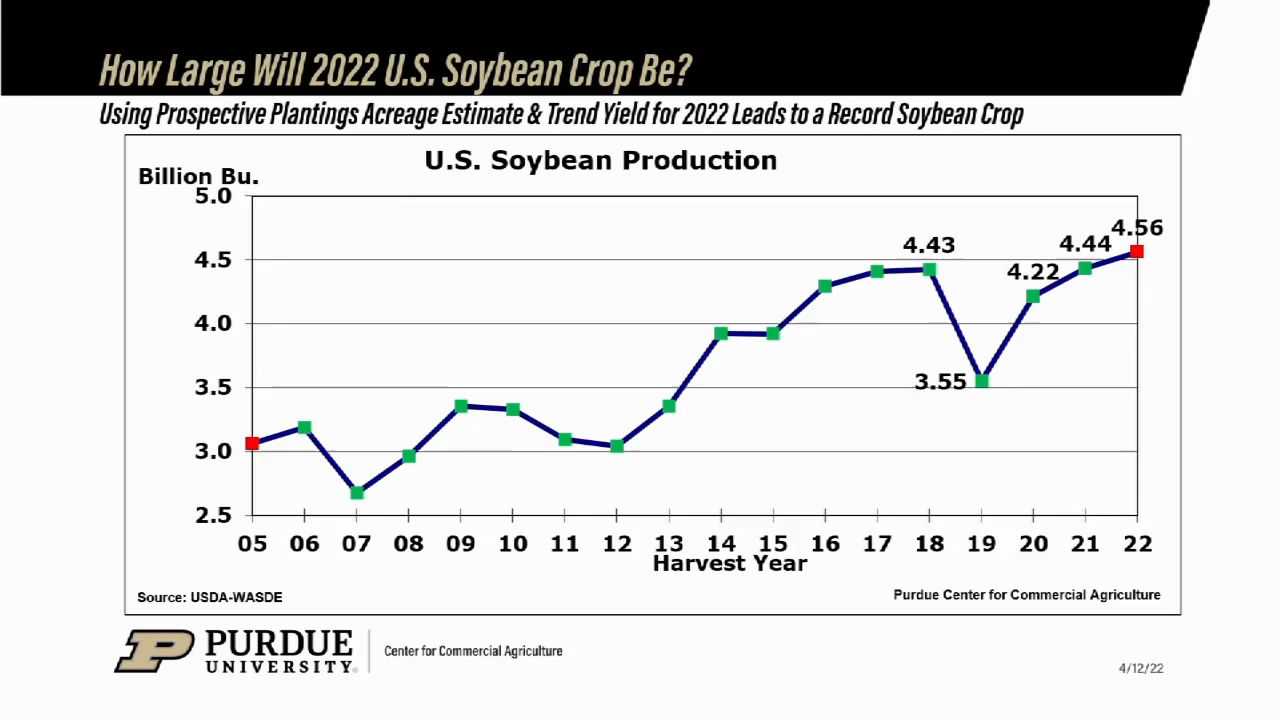 How Large Will 2022 U.S. Soybean Crop Be?
Using Prospective Plantings Acreage Estimate & Trend Yield for 2022 Leads to a Record Soybean Crop
U.S. Soybean Production
Billion Bu.
5.0
4.5
4.0
3.5
3.0
2.5
4.43
3.55
4.22
4.44
4.56
05 06 07 08 09 10 11 12 13 14 15 16 17 18 19 20 21 22
Harvest Year
Source: USDA-WASDE
Purdue Center for Commercial Agriculture
P PURDUE
UNIVERSITY®
Center for Commercial Agriculture
4/12/22